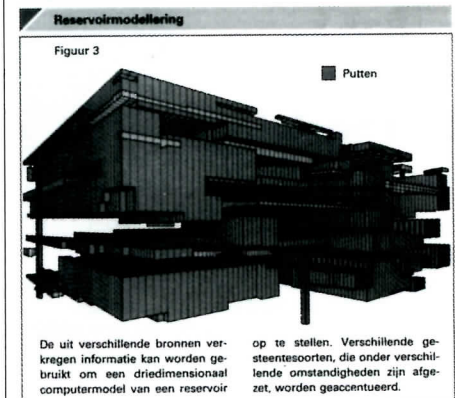 Reservoirmodellering
Figuur 3
Putten
De uit verschillende bronnen ver-
kregen informatie kan worden ge-
bruikt om een driedimensionaal
computermodel van een reservoir
op te stellen. Verschillende ge-
steentesoorten, die onder verschil-
lende omstandigheden zijn afge-
zet, worden geaccentueerd.